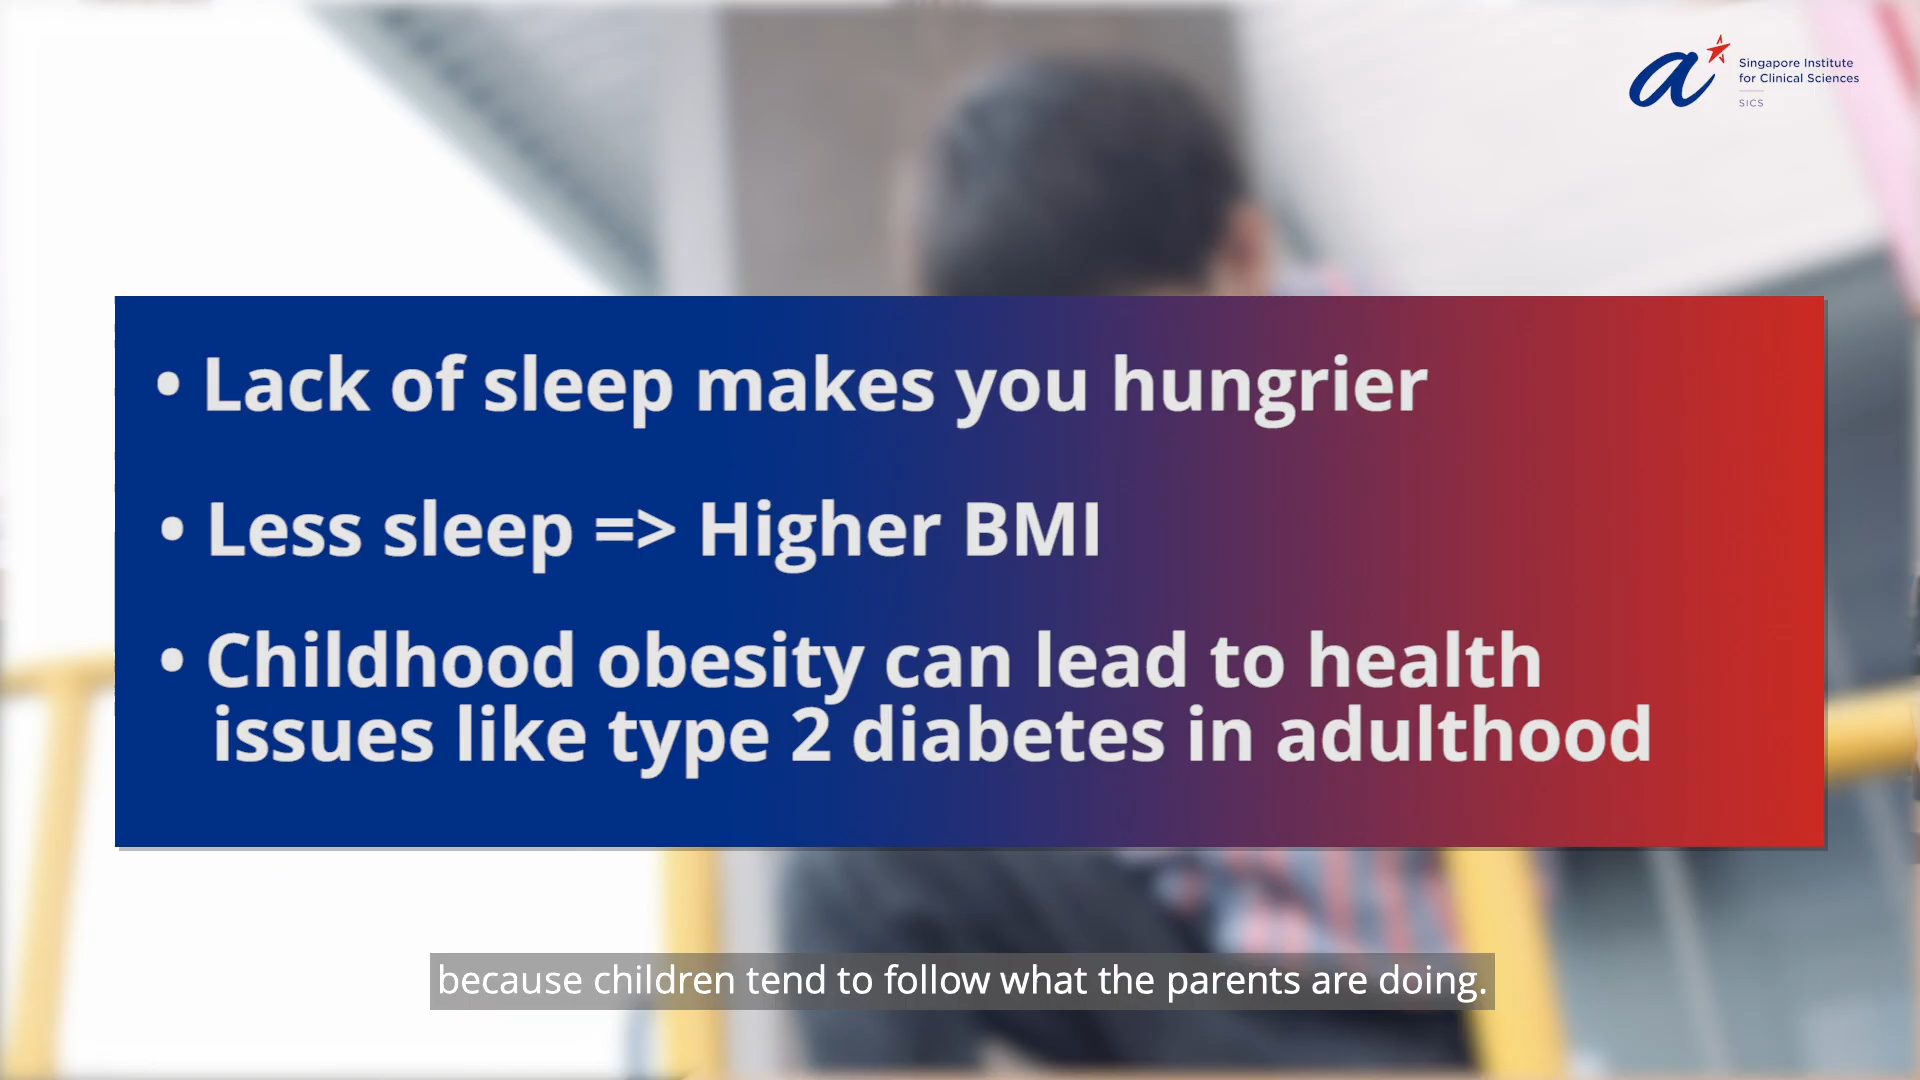 a
Singapore Institute
for Clinical Sciences
SICS
• Lack of sleep makes you hungrier
• Less sleep => Higher BMI
• Childhood obesity can lead to health
issues like type 2 diabetes in adulthood
because children tend to follow what the parents are doing.